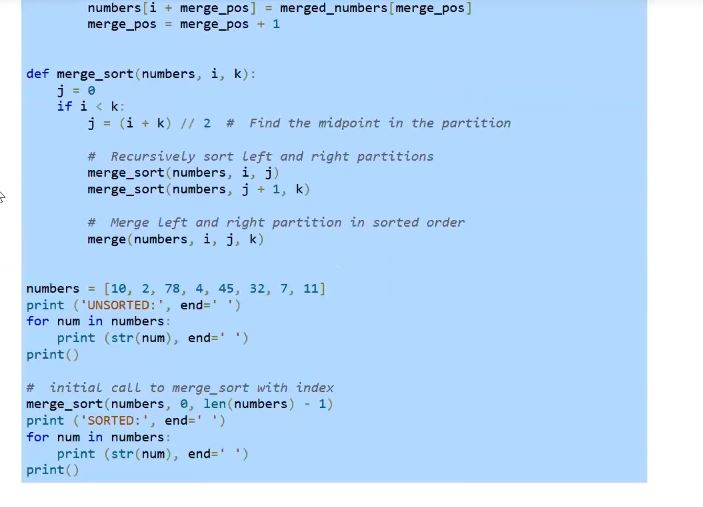 numbers[i + merge_pos] = merged_numbers[merge_pos]
merge_pos = merge_pos + 1
def merge_sort(numbers, i, k):
j = 0
if i < k:
j = (i + k) // 2 # Find the midpoint in the partition
# Recursively sort left and right partitions
merge_sort(numbers, i, j)
merge_sort(numbers, j + 1, k)
# Merge left and right partition in sorted order
merge(numbers, i, j, k)
numbers = [10, 2, 78, 4, 45, 32, 7, 11]
print ('UNSORTED:', end=' ')
for num in numbers:
print (str(num), end=' ')
print()
# initial call to merge_sort with index
merge_sort(numbers, 0, len(numbers) - 1)
print ('SORTED:', end=' ')
for num in numbers:
print (str(num), end=' ')
print()